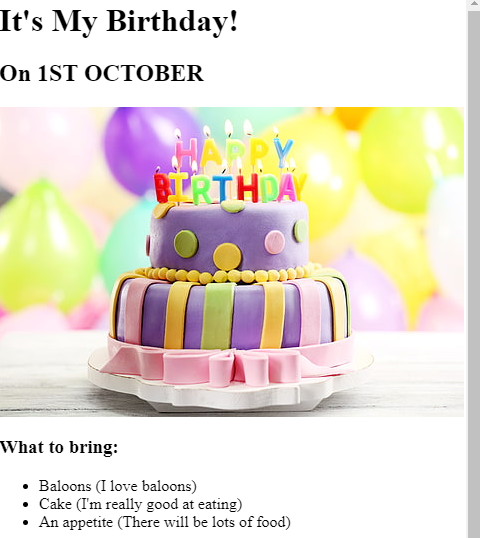 It's My Birthday!
On 1ST OCTOBER
HAPPY
BIRTHDAY
What to bring:
Baloons (I love baloons)
Cake (I'm really good at eating)
An appetite (There will be lots of food)